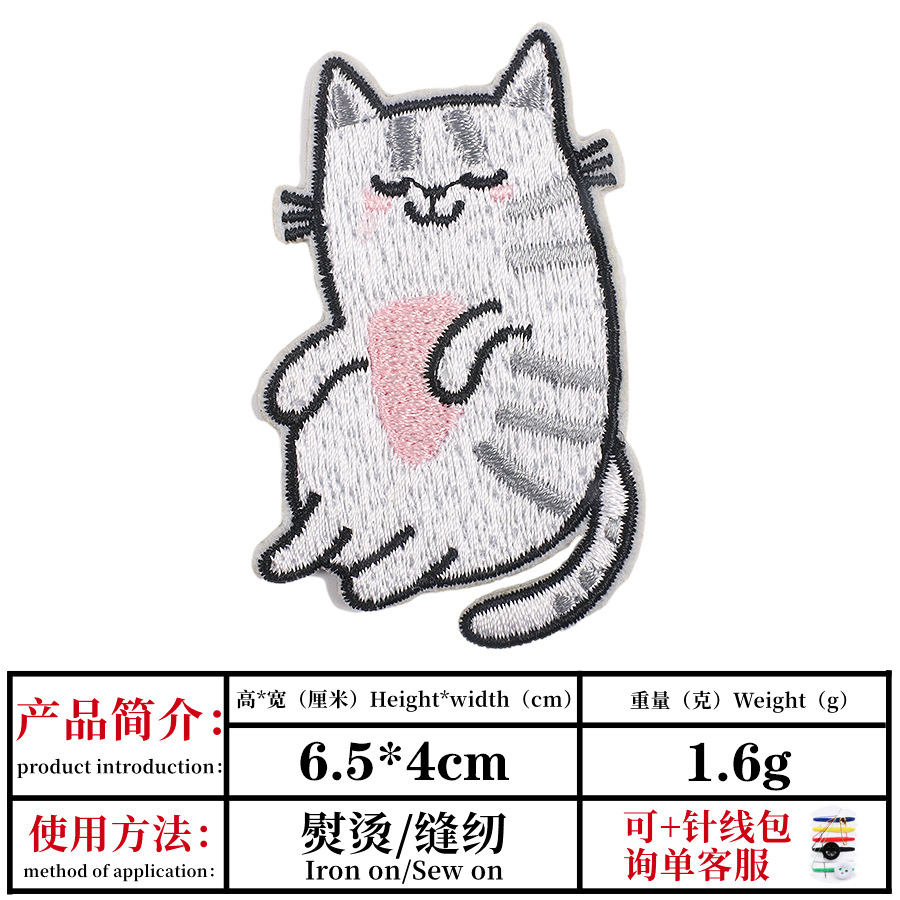 产品简介：
product introduction：
高*宽（厘米）Height*width（cm）
重量（克）Weight（g）
6.5*4cm
1.6g
使用方法：
method of application：
熨烫/缝纫
Iron on/Sew on
可+针线包
询单客服